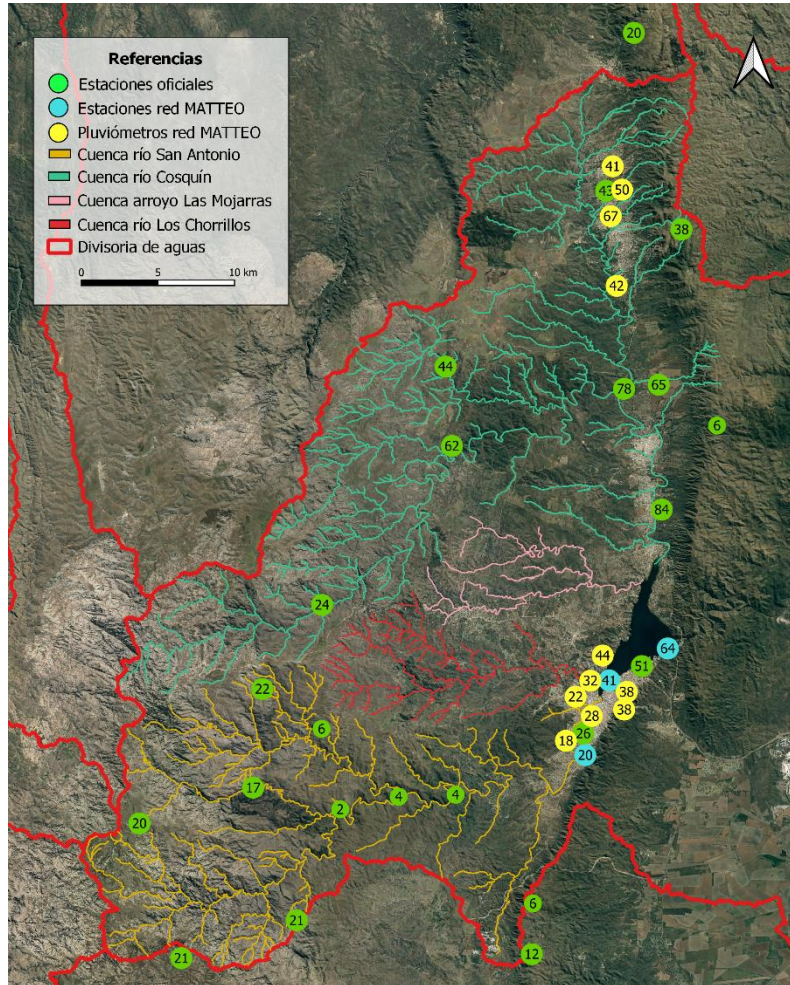 20
Referencias
Estaciones oficiales
Estaciones red MATTEO
Pluviómetros red MATTEO
Cuenca río San Antonio
Cuenca río Cosquín
Cuenca arroyo Las Mojarras
Cuenca río Los Chorrillos
Divisoria de aguas
0 5 10 km
41
43 50
67
38
42
44
78 65
6
62
84
24
44 64
51
32 41
22 38
28 38
22
6
18 26
20
17
2 4 4
20
21
6
21
12